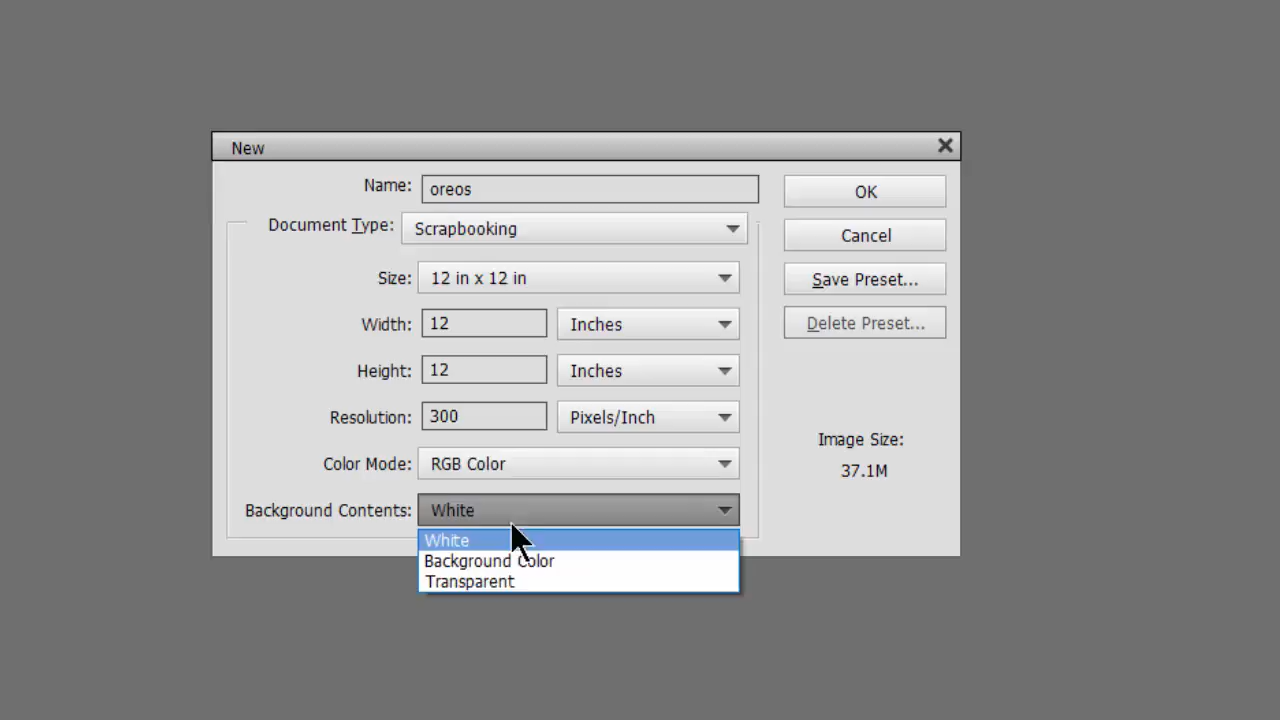 New
Name: oreos
OK
Document Type: Scrapbooking
Cancel
Size: 12 in x 12 in
Save Preset...
Width: 12 Inches
Delete Preset...
Height: 12 Inches
Resolution: 300 Pixels/Inch
Image Size:
Color Mode: RGB Color
37.1M
Background Contents: White
White
Background Color
Transparent